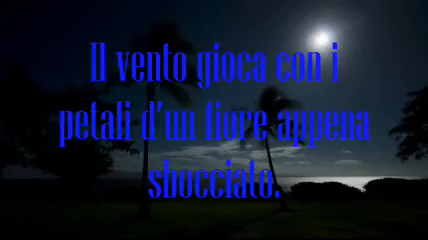 Il vento gioca con i
petali d'un fiore appena
sbocciato.